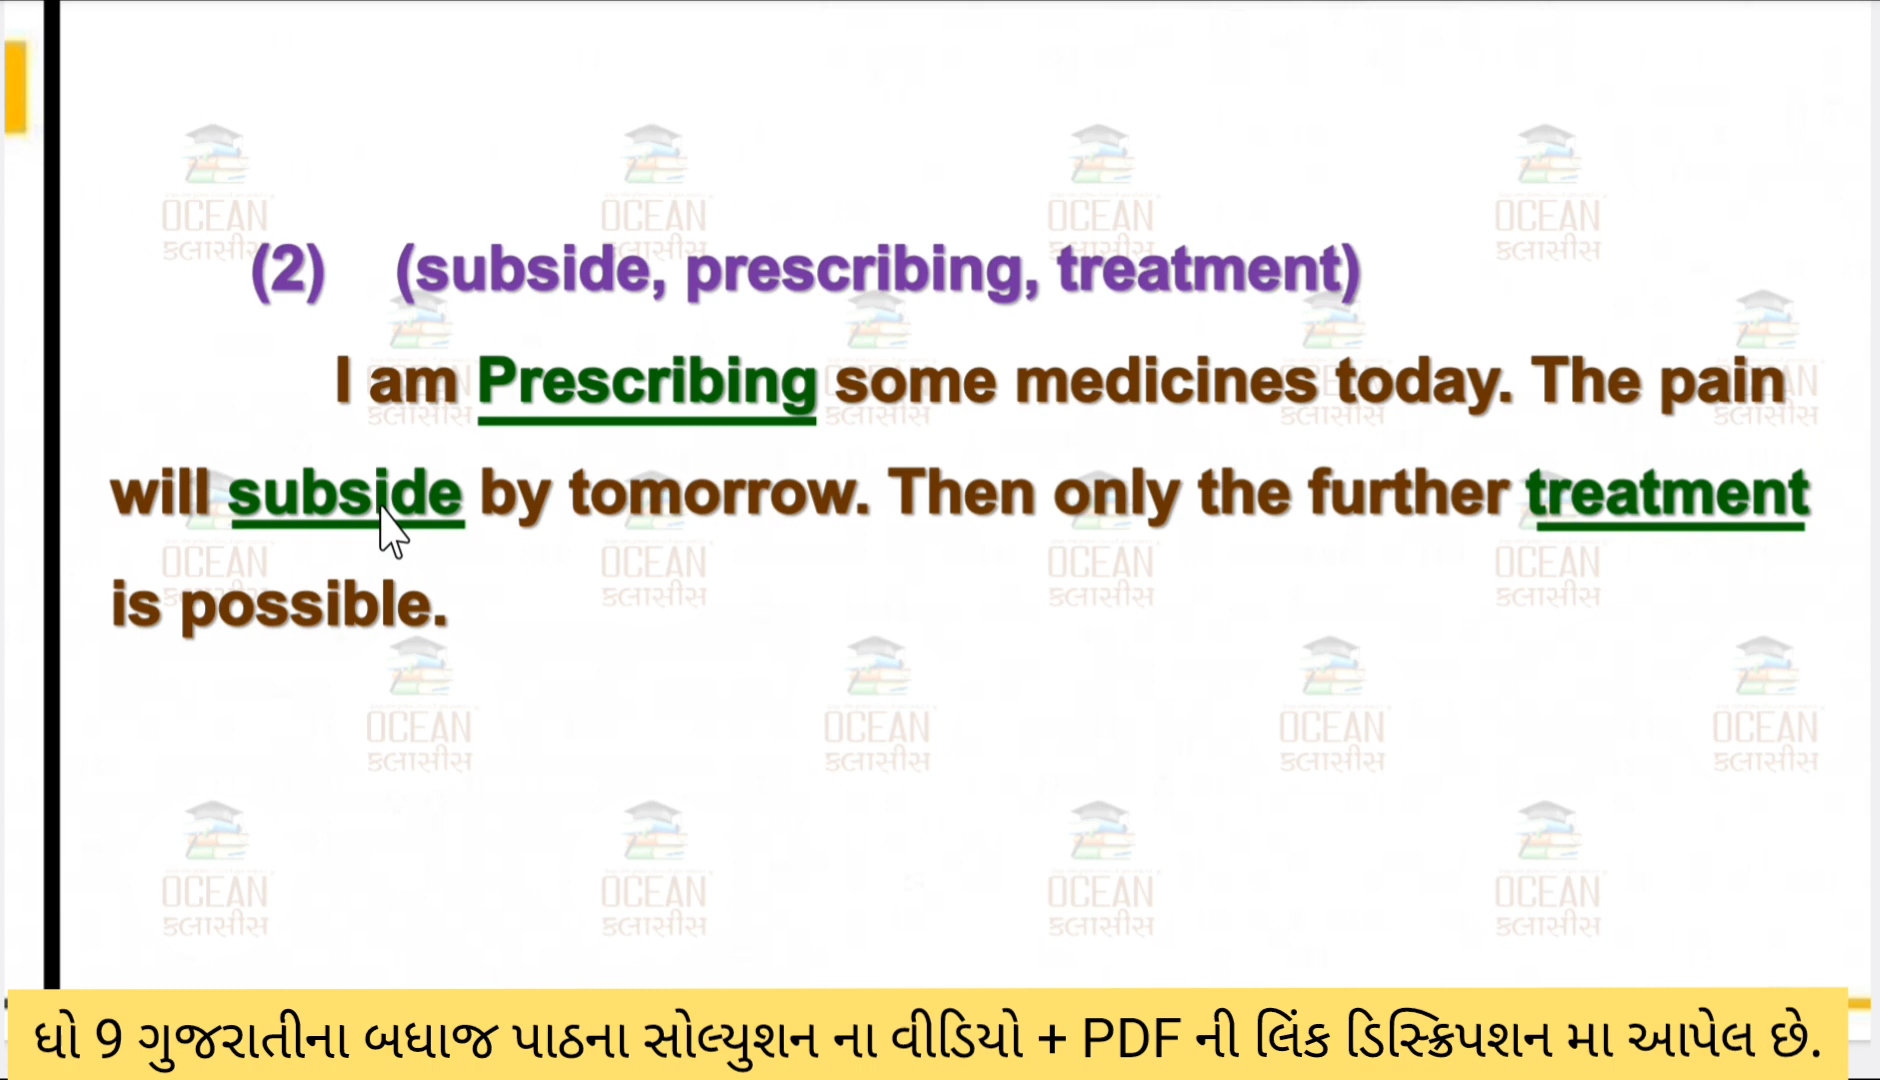 (2) (subside, prescribing, treatment)
I am Prescribing some medicines today. The pain
will subside by tomorrow. Then only the further treatment
is possible.
OCEAN
ક્લાસીસ
ધો 9 ગુજરાતીના બધાજ પાઠના સોલ્યુશન ના વીડિયો + PDF ની લિંક ડિસ્ક્રિપશન મા આપેલ છે.